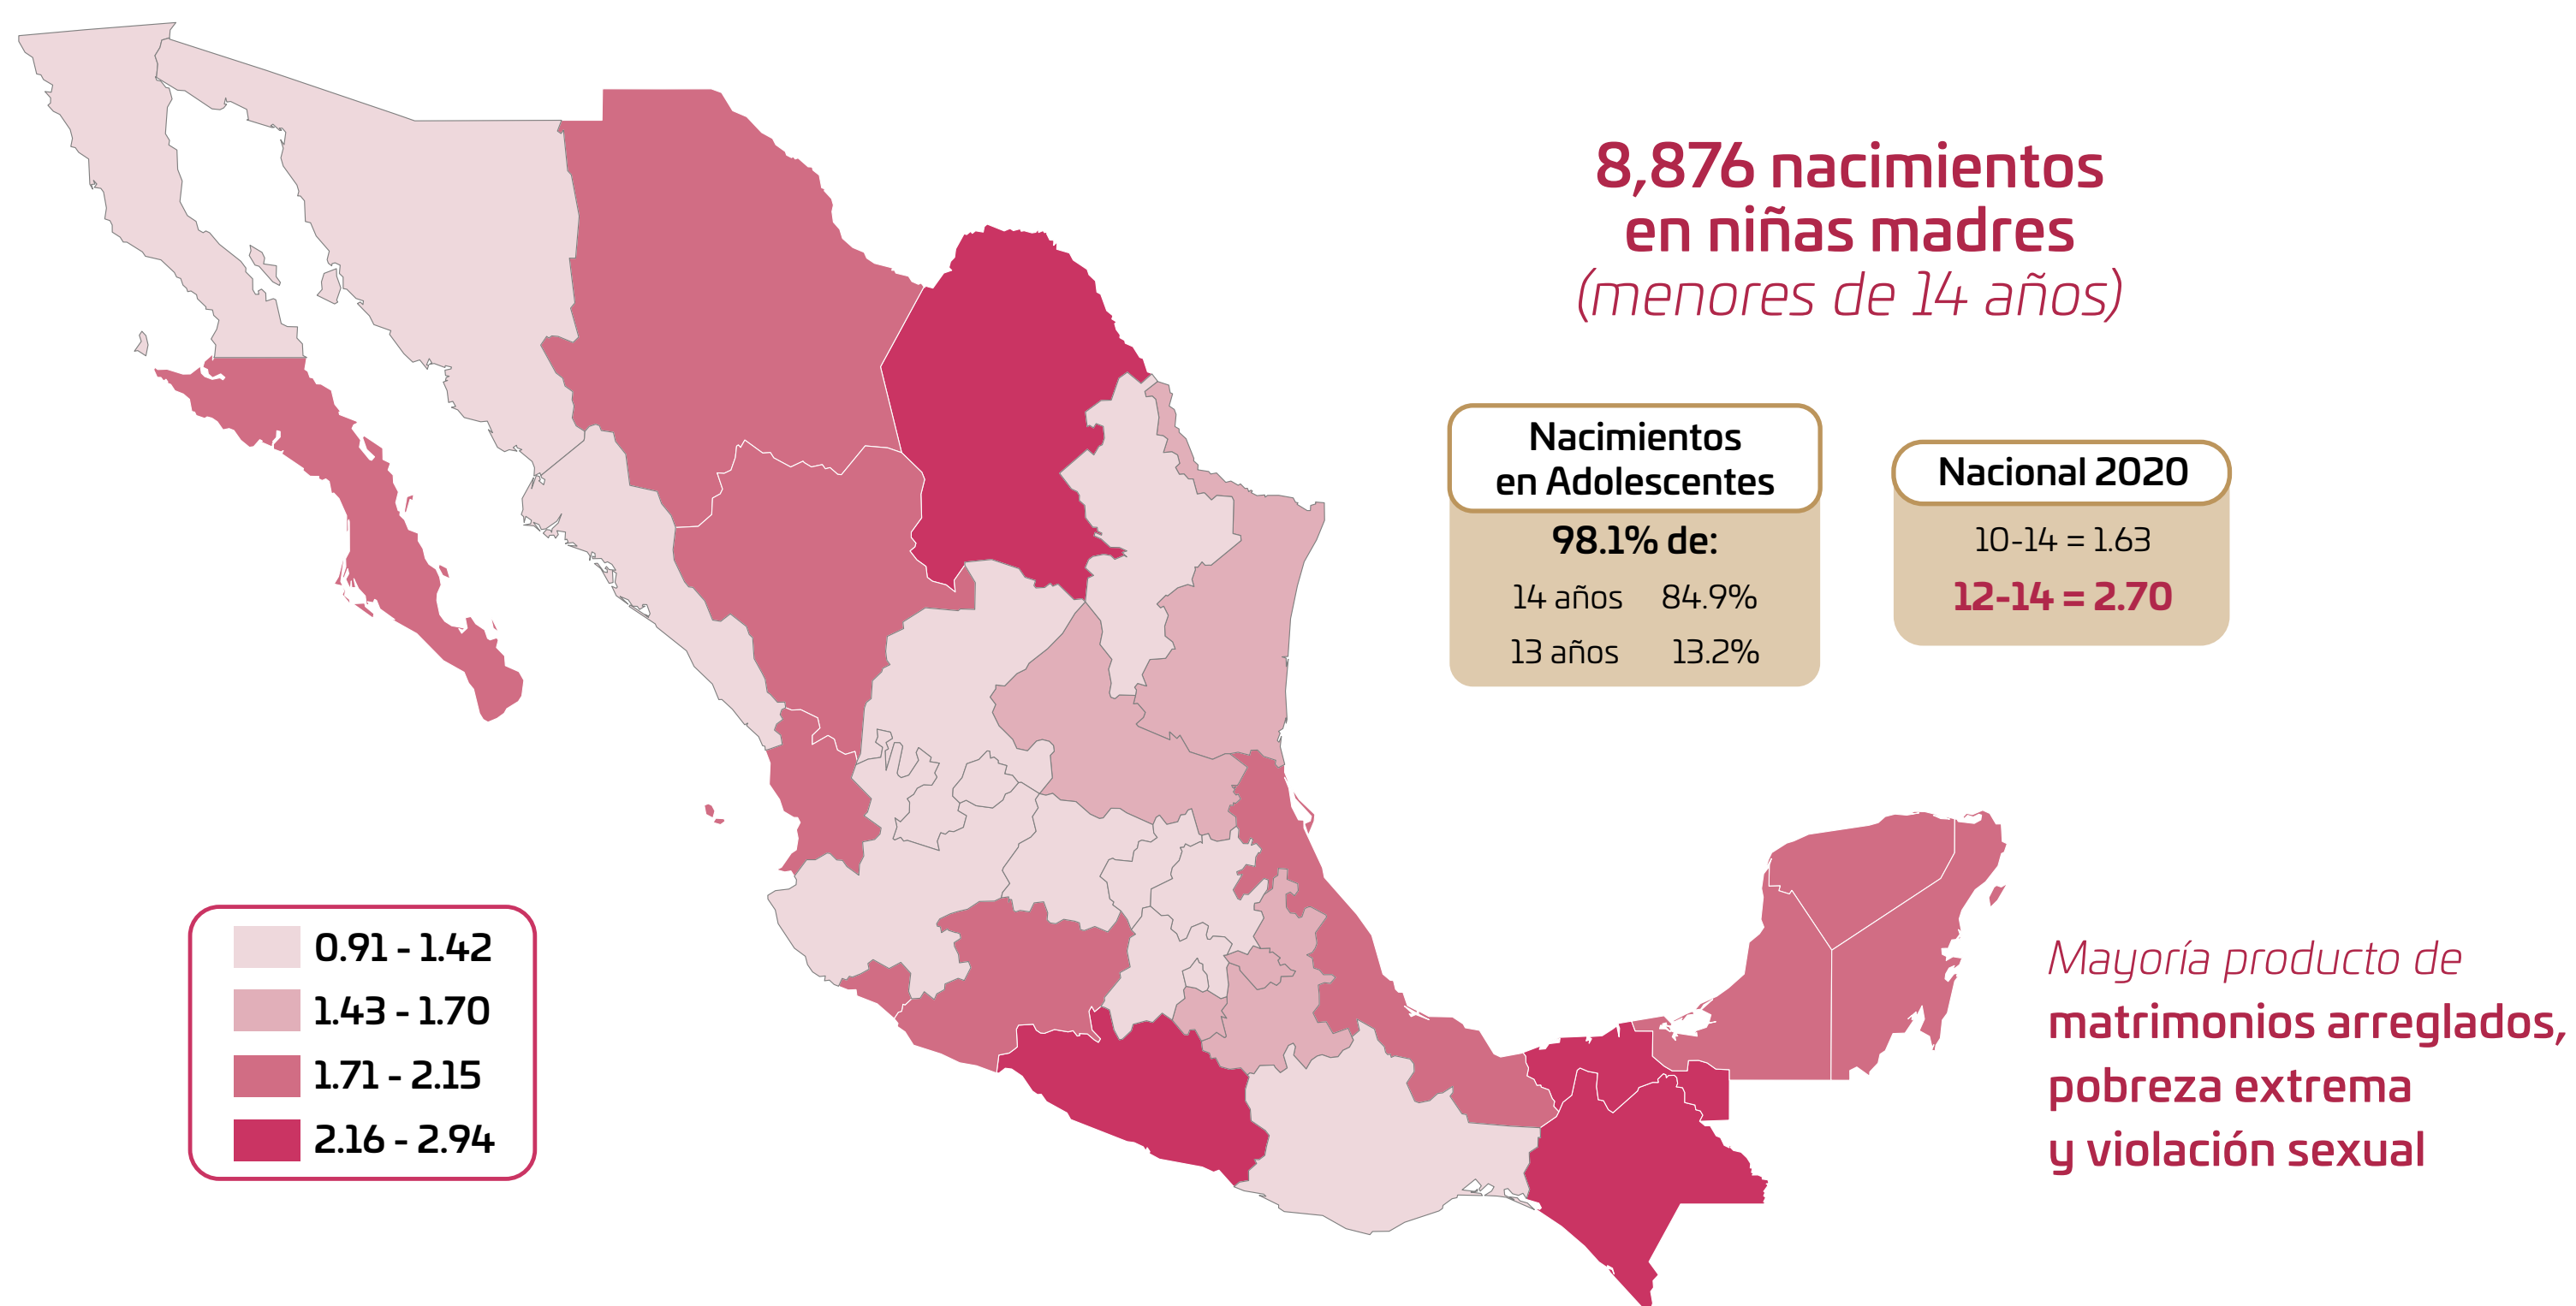 8,876 nacimientos
en niñas madres
(menores de 14 años)
Nacimientos
en Adolescentes
98.1% de:
14 años 84.9%
13 años 13.2%
Nacional 2020
10-14 = 1.63
12-14 = 2.70
0.91 - 1.42
1.43 - 1.70
1.71 - 2.15
2.16 - 2.94
Mayoría producto de
matrimonios arreglados,
pobreza extrema
y violación sexual